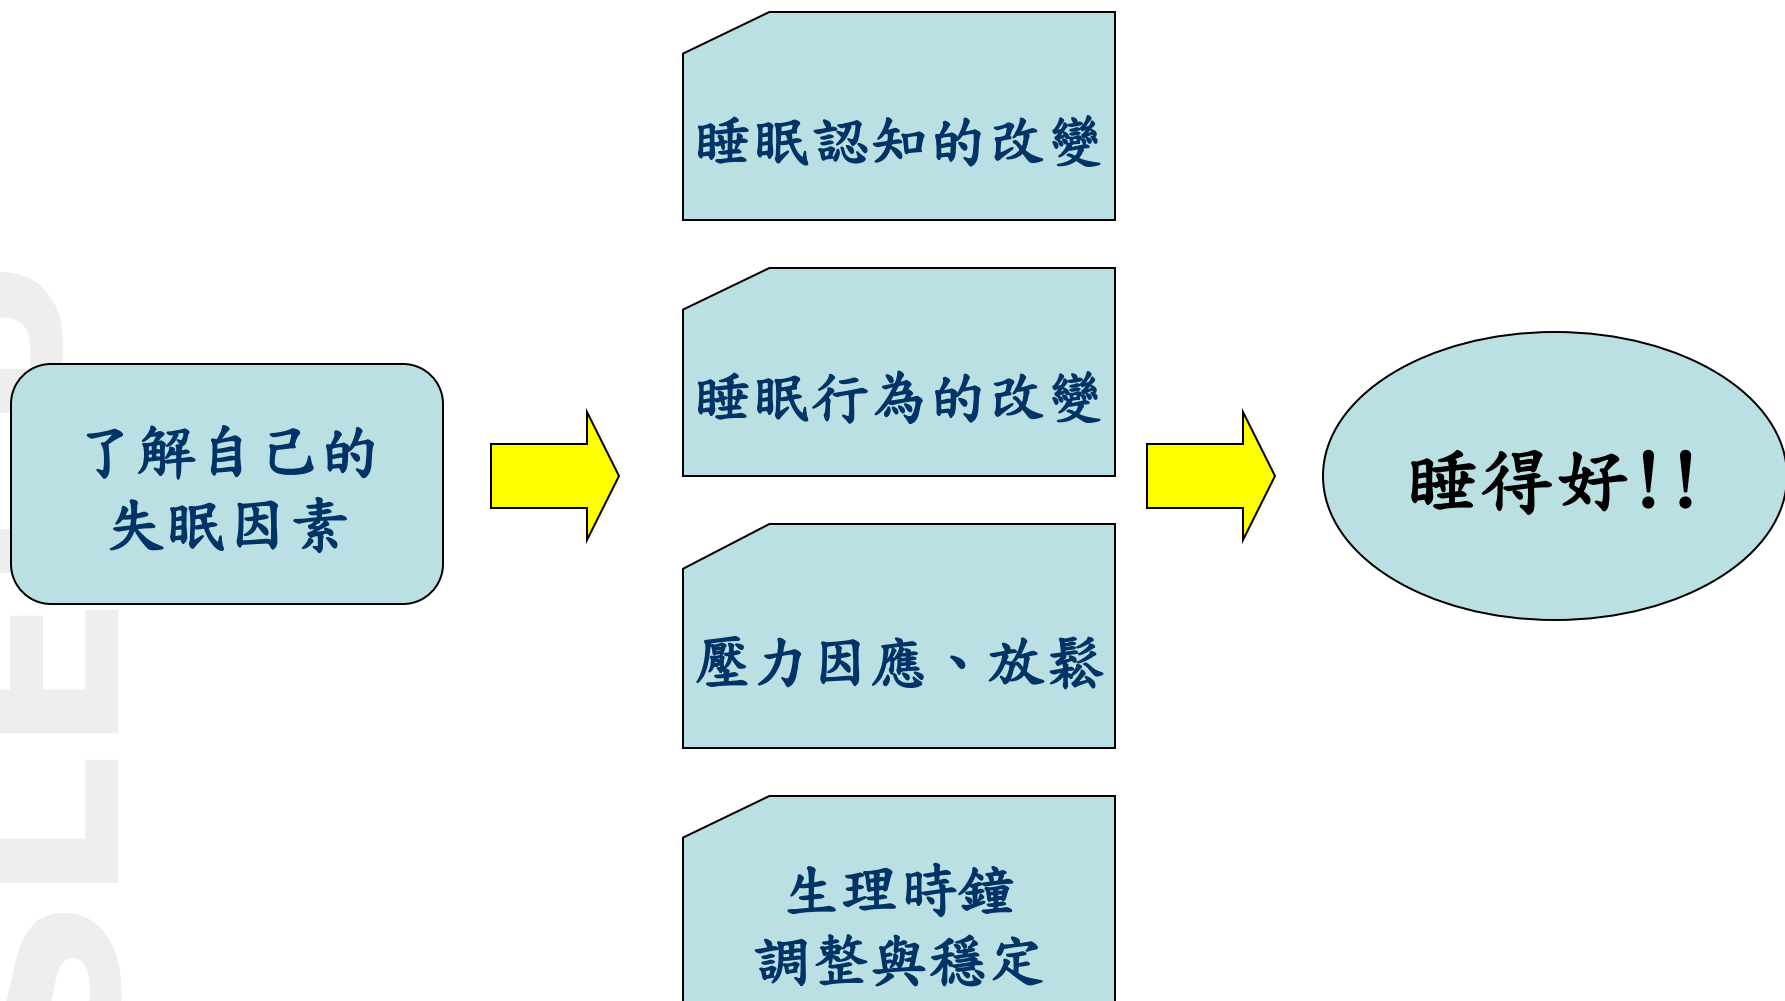 了解自己的
失眠因素
睡眠認知的改變
睡眠行為的改變
壓力因應、放鬆
生理時鐘
調整與穩定
睡得好!!
SLEEP